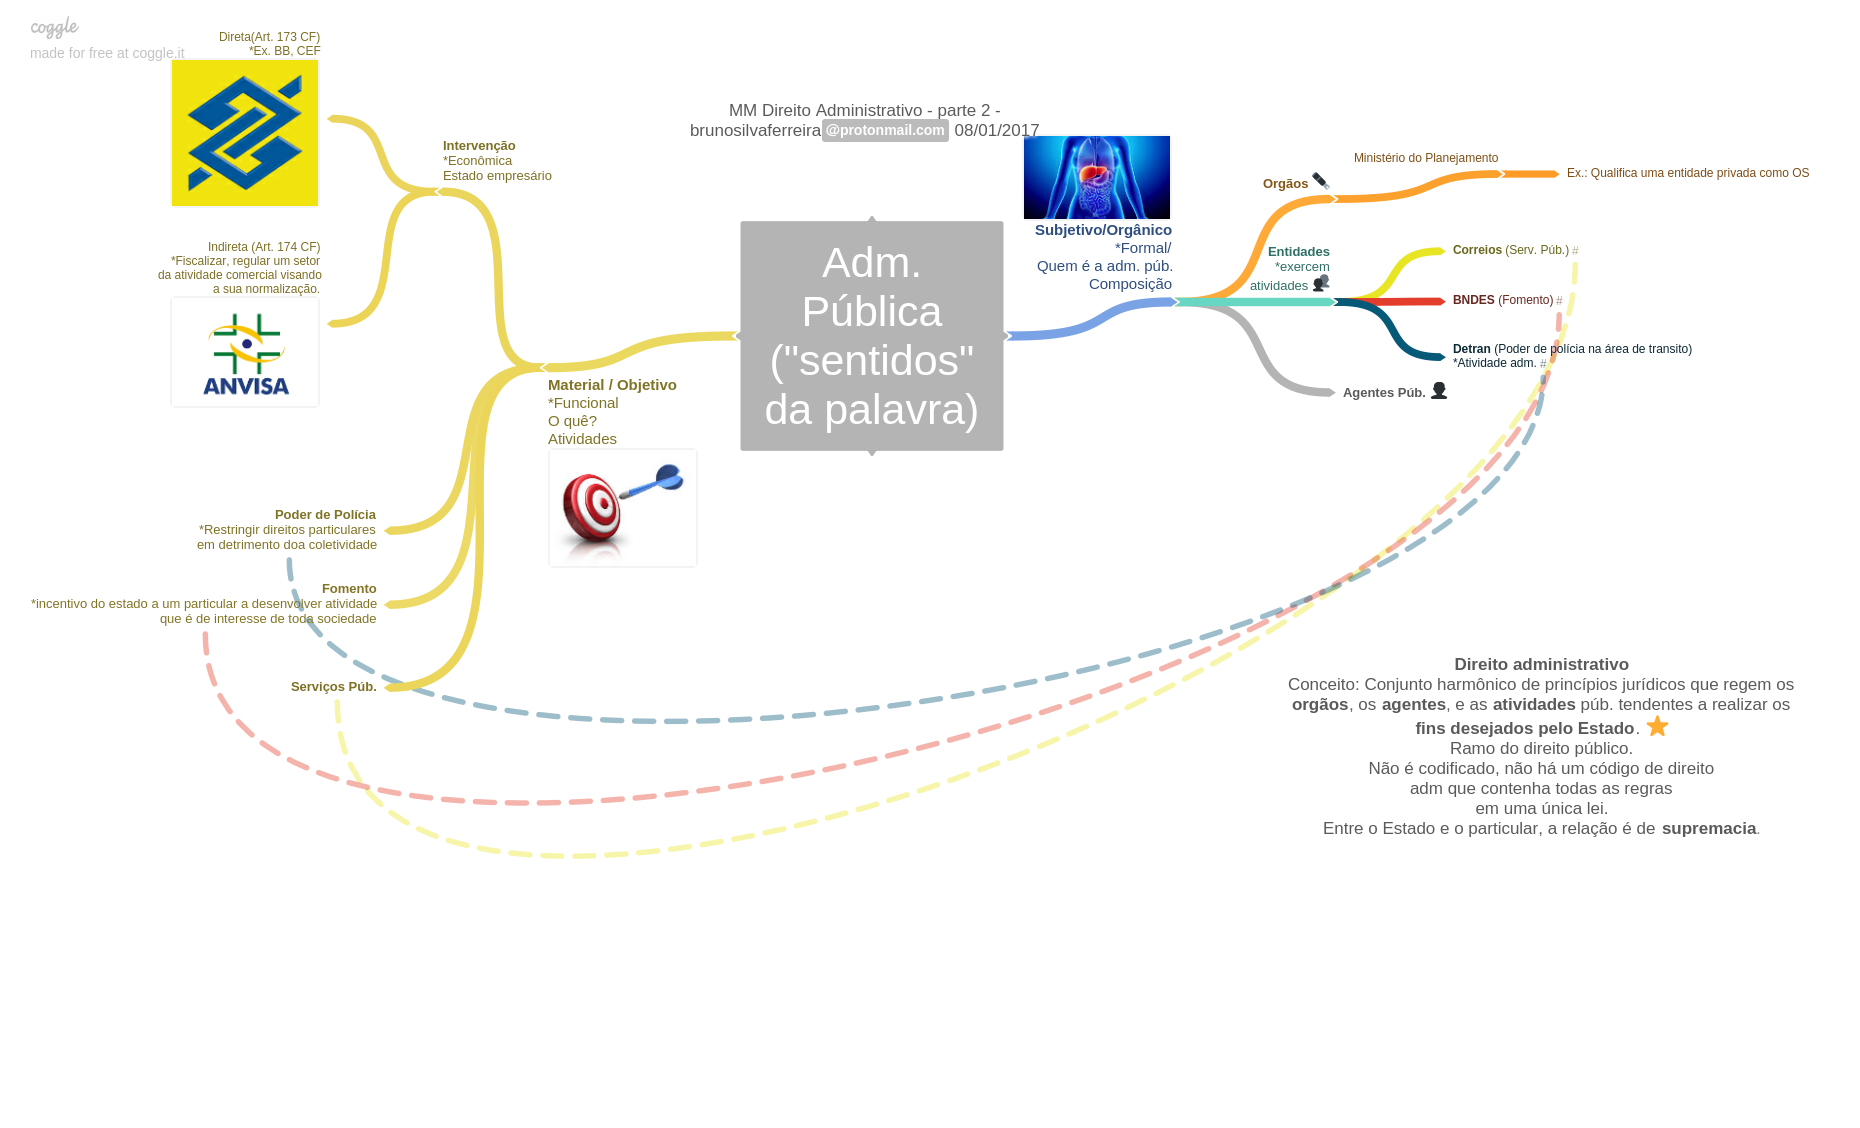 coggle
made for free at coggle.it
Direta(Art. 173 CF)
*Ex. BB, CEF
Intervenção
*Econômica
Estado empresário
Indireta (Art. 174 CF)
*Fiscalizar, regular um setor
da atividade comercial visando
a sua normalização.
ANVISA
MM Direito Administrativo - parte 2 -
brunosilvaferreira@protonmail.com 08/01/2017
Adm.
Pública
("sentidos"
da palavra)
Material / Objetivo
*Funcional
O quê?
Atividades
Poder de Polícia
*Restringir direitos particulares
em detrimento doa coletividade
Fomento
*incentivo do estado a um particular a desenvolver atividade
que é de interesse de toda sociedade
Serviços Púb.
Subjetivo/Orgânico
*Formal/
Quem é a adm. púb.
Composição
Orgãos
Ministério do Planejamento
Ex.: Qualifica uma entidade privada como OS
Entidades
*exercem
atividades
Correios (Serv. Púb.) #
BNDES (Fomento) #
Detran (Poder de polícia na área de transito)
*Atividade adm. #
Agentes Púb.
Direito administrativo
Conceito: Conjunto harmônico de princípios jurídicos que regem os
orgãos, os agentes, e as atividades púb. tendentes a realizar os
fins desejados pelo Estado.
Ramo do direito público.
Não é codificado, não há um código de direito
adm que contenha todas as regras
em uma única lei.
Entre o Estado e o particular, a relação é de supremacia.